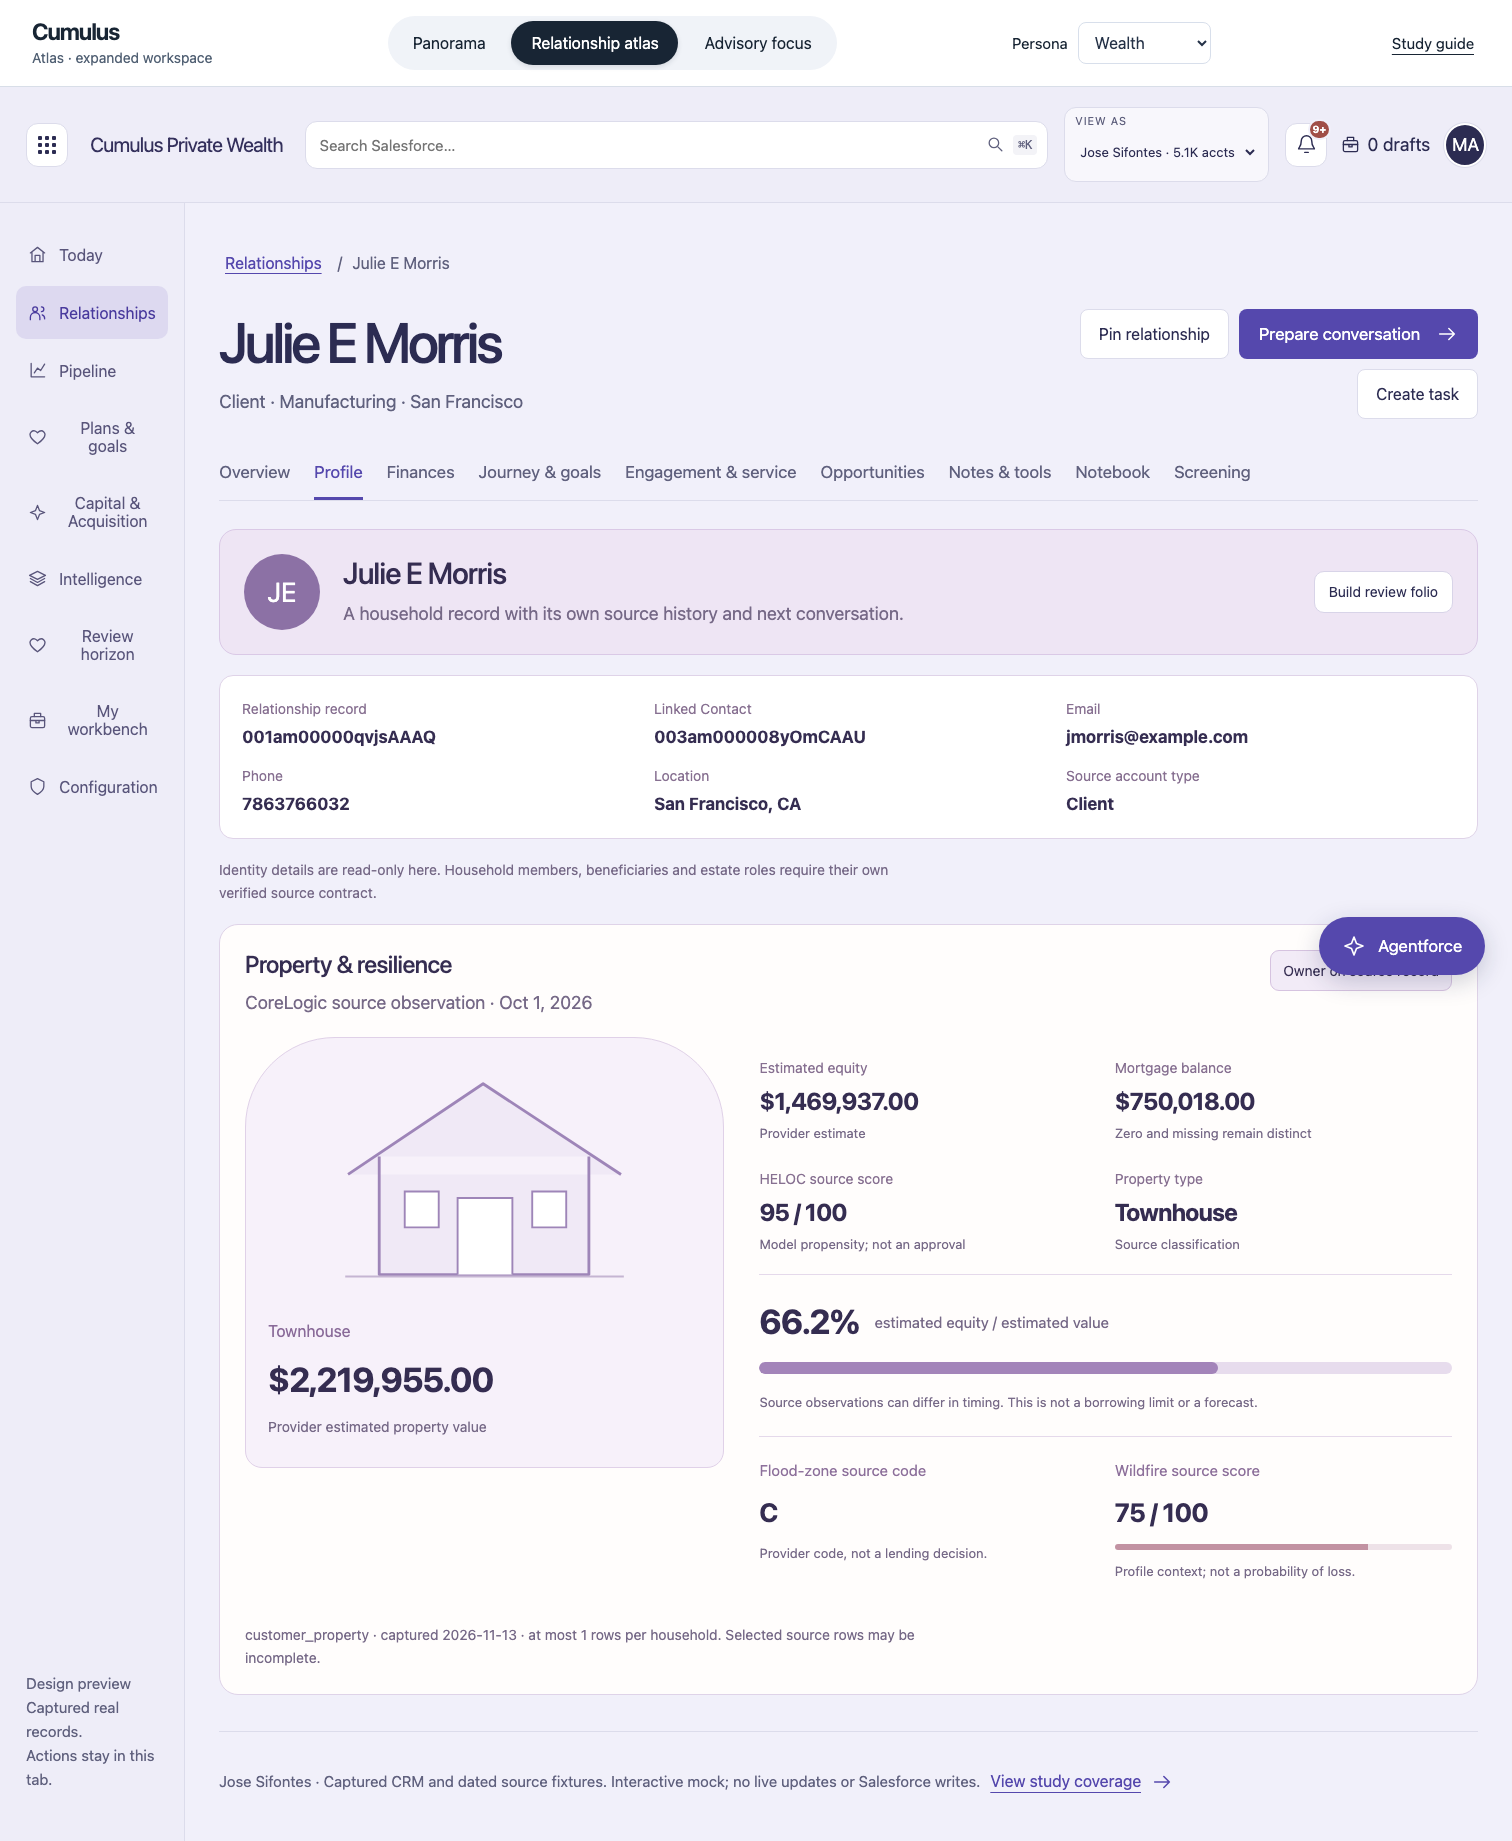 Cumulus
Atlas · expanded workspace
Panorama
Relationship atlas
Advisory focus
Persona
Wealth
Study guide
Cumulus Private Wealth
Search Salesforce...
⌘K
VIEW AS
Jose Sifontes · 5.1K accts
9+
0 drafts
MA
Today
Relationships
Pipeline
Plans &
goals
Capital &
Acquisition
Intelligence
Review
horizon
My
workbench
Configuration
Design preview
Captured real
records.
Actions stay in this
tab.
Relationships / Julie E Morris
Julie E Morris
Client · Manufacturing · San Francisco
Pin relationship
Prepare conversation
Create task
Overview
Profile
Finances
Journey & goals
Engagement & service
Opportunities
Notes & tools
Notebook
Screening
JE
Julie E Morris
A household record with its own source history and next conversation.
Build review folio
Relationship record
001am00000qvjsAAAQ
Linked Contact
003am000008yOmCAAU
Email
jmorris@example.com
Phone
7863766032
Location
San Francisco, CA
Source account type
Client
Identity details are read-only here. Household members, beneficiaries and estate roles require their own
verified source contract.
Property & resilience
CoreLogic source observation · Oct 1, 2026
Owner
Agentforce
Townhouse
$2,219,955.00
Provider estimated property value
Estimated equity
$1,469,937.00
Provider estimate
Mortgage balance
$750,018.00
Zero and missing remain distinct
HELOC source score
95 / 100
Model propensity; not an approval
Property type
Townhouse
Source classification
66.2% estimated equity / estimated value
Source observations can differ in timing. This is not a borrowing limit or a forecast.
Flood-zone source code
C
Provider code, not a lending decision.
Wildfire source score
75 / 100
Profile context; not a probability of loss.
customer_property · captured 2026-11-13 · at most 1 rows per household. Selected source rows may be
incomplete.
Jose Sifontes · Captured CRM and dated source fixtures. Interactive mock; no live updates or Salesforce writes. View study coverage